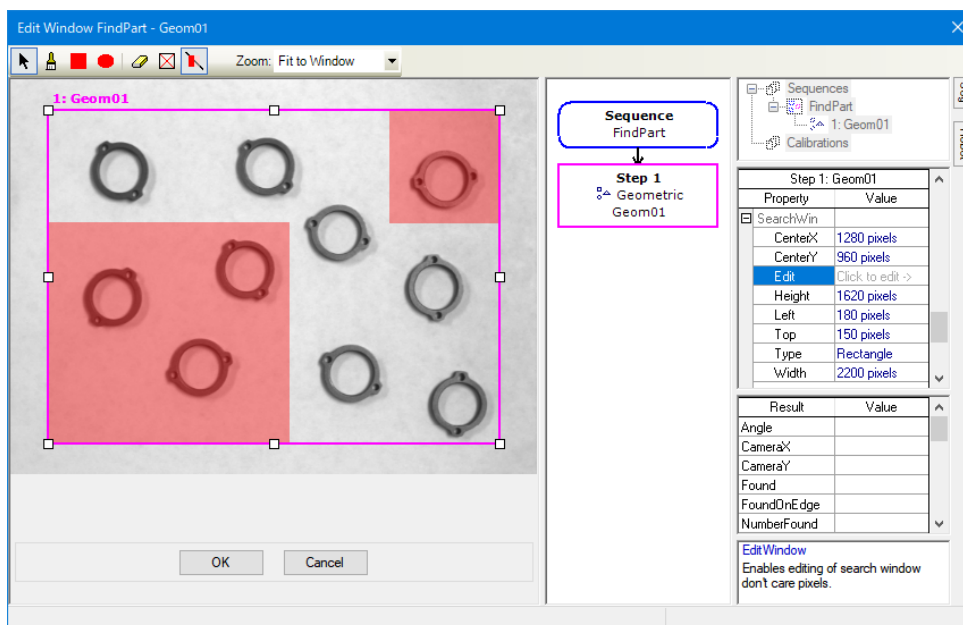 Edit Window FindPart - Geom01
Zoom: Fit to Window
1: Geom01
OK
Cancel
Sequence
FindPart
Step 1
Geometric
Geom01
Sequences
FindPart
1: Geom01
Calibrations
Step 1: Geom01
Property Value
SearchWin
CenterX 1280 pixels
CenterY 960 pixels
Edit Click to edit ->
Height 1620 pixels
Left 180 pixels
Top 150 pixels
Type Rectangle
Width 2200 pixels
Result Value
Angle
CameraX
CameraY
Found
FoundOnEdge
NumberFound
EditWindow
Enables editing of search window
don't care pixels.